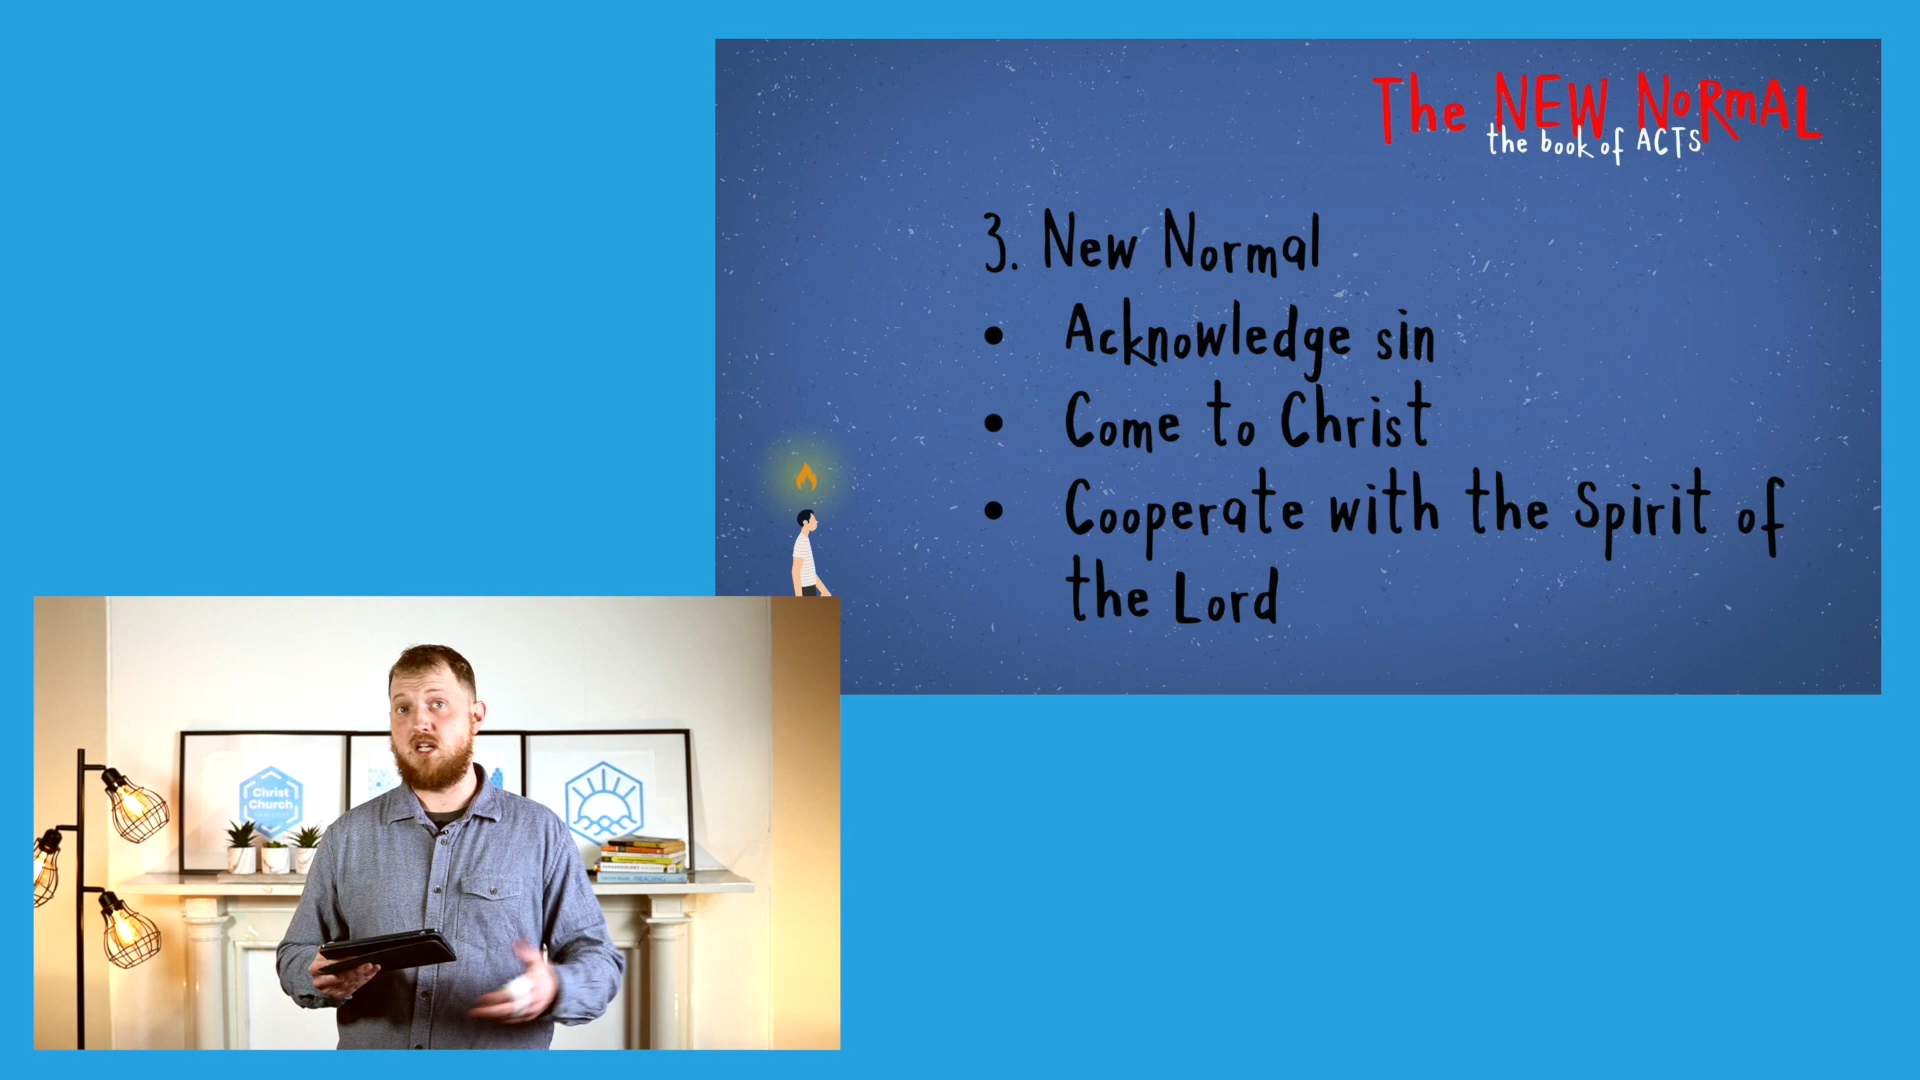 The NEW NoRmAL
the book of ACTS
3. New Normal
• Acknowledge sin
• Come to Christ
• Cooperate with the Spirit of
the Lord
Christ
Church